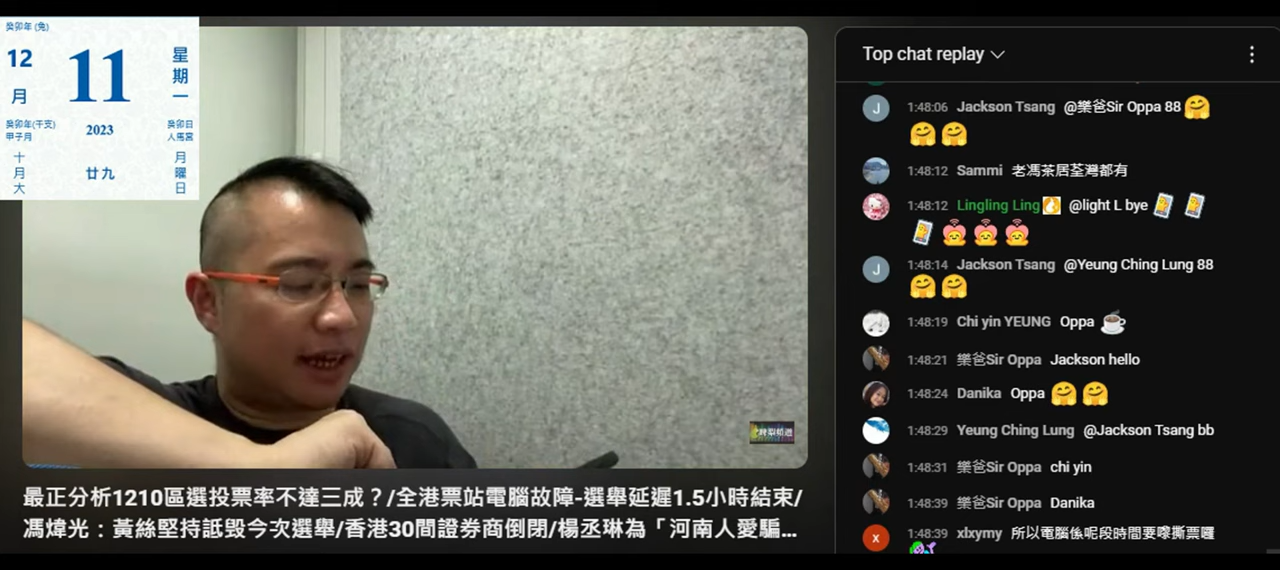 癸卯年 (兔)
12
月
11
星期一
癸卯年(干支)
甲子月
2023
癸卯日
人馬宮
十月大
廿九
月曜日
最正分析1210區選投票率不達三成？/全港票站電腦故障-選舉延遲1.5小時結束/
馮煒光：黃絲堅持詆毀今次選舉/香港30間證券商倒閉/楊丞琳為「河南人愛騙...
Top chat replay
1:48:06 Jackson Tsang @樂爸Sir Oppa 88
1:48:12 Sammi 老馮茶居荃灣都有
1:48:12 Lingling Ling @light L bye
1:48:14 Jackson Tsang @Yeung Ching Lung 88
1:48:19 Chi yin YEUNG Oppa
1:48:21 樂爸Sir Oppa Jackson hello
1:48:24 Danika Oppa
1:48:29 Yeung Ching Lung @Jackson Tsang bb
1:48:31 樂爸Sir Oppa chi yin
1:48:39 樂爸Sir Oppa Danika
1:48:39 xlxymy 所以電腦係呢段時間要嚟撕票囉
J
J
x